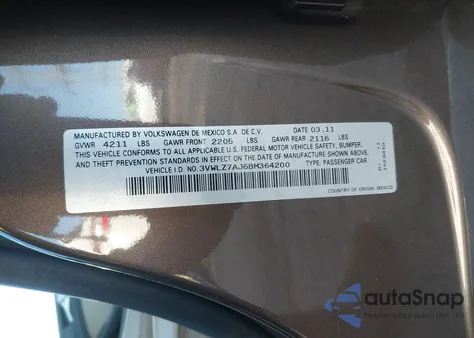 MANUFACTURED BY VOLKSWAGEN DE MEXICO S.A. DE C.V. 03.11
GVWR 4211 LBS GAWR FRONT 2205 LBS GAWR REAR 2116 LBS
THIS VEHICLE CONFORMS TO ALL APPLICABLE U.S. FEDERAL MOTOR VEHICLE SAFETY, BUMPER,
AND THEFT PREVENTION STANDARDS IN EFFECT ON THE DATE OF MANUFACTURE SHOWN ABOVE.
VEHICLE I.D. NO. 3VWLZ7AJ6BM364200 TYPE: PASSENGER CAR
COUNTRY OF ORIGIN: MEXICO
autoSnap